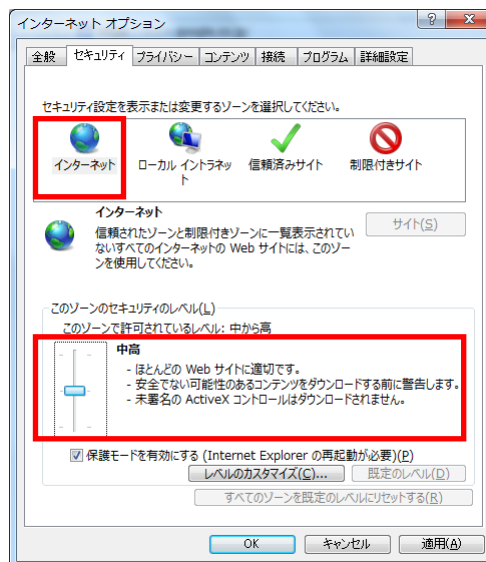 インターネット オプション
全般 セキュリティ プライバシー コンテンツ 接続 プログラム 詳細設定
セキュリティ設定を表示または変更するゾーンを選択してください。
インターネット ローカル イントラネッ 信頼済みサイト 制限付きサイト
ト
インターネット
信頼されたゾーンと制限付きゾーンに一覧表示されてい
ないすべてのインターネットの Web サイトには、このゾー
ンを使用してください。
サイト(S)
このゾーンのセキュリティのレベル(L)
このゾーンで許可されているレベル: 中から高
中高
- ほとんどの Web サイトに適切です。
- 安全でない可能性のあるコンテンツをダウンロードする前に警告します。
- 未署名の ActiveX コントロールはダウンロードされません。
保護モードを有効にする (Internet Explorer の再起動が必要)(P)
レベルのカスタマイズ(C)... 既定のレベル(D)
すべてのゾーンを既定のレベルにリセットする(R)
OK キャンセル 適用(A)